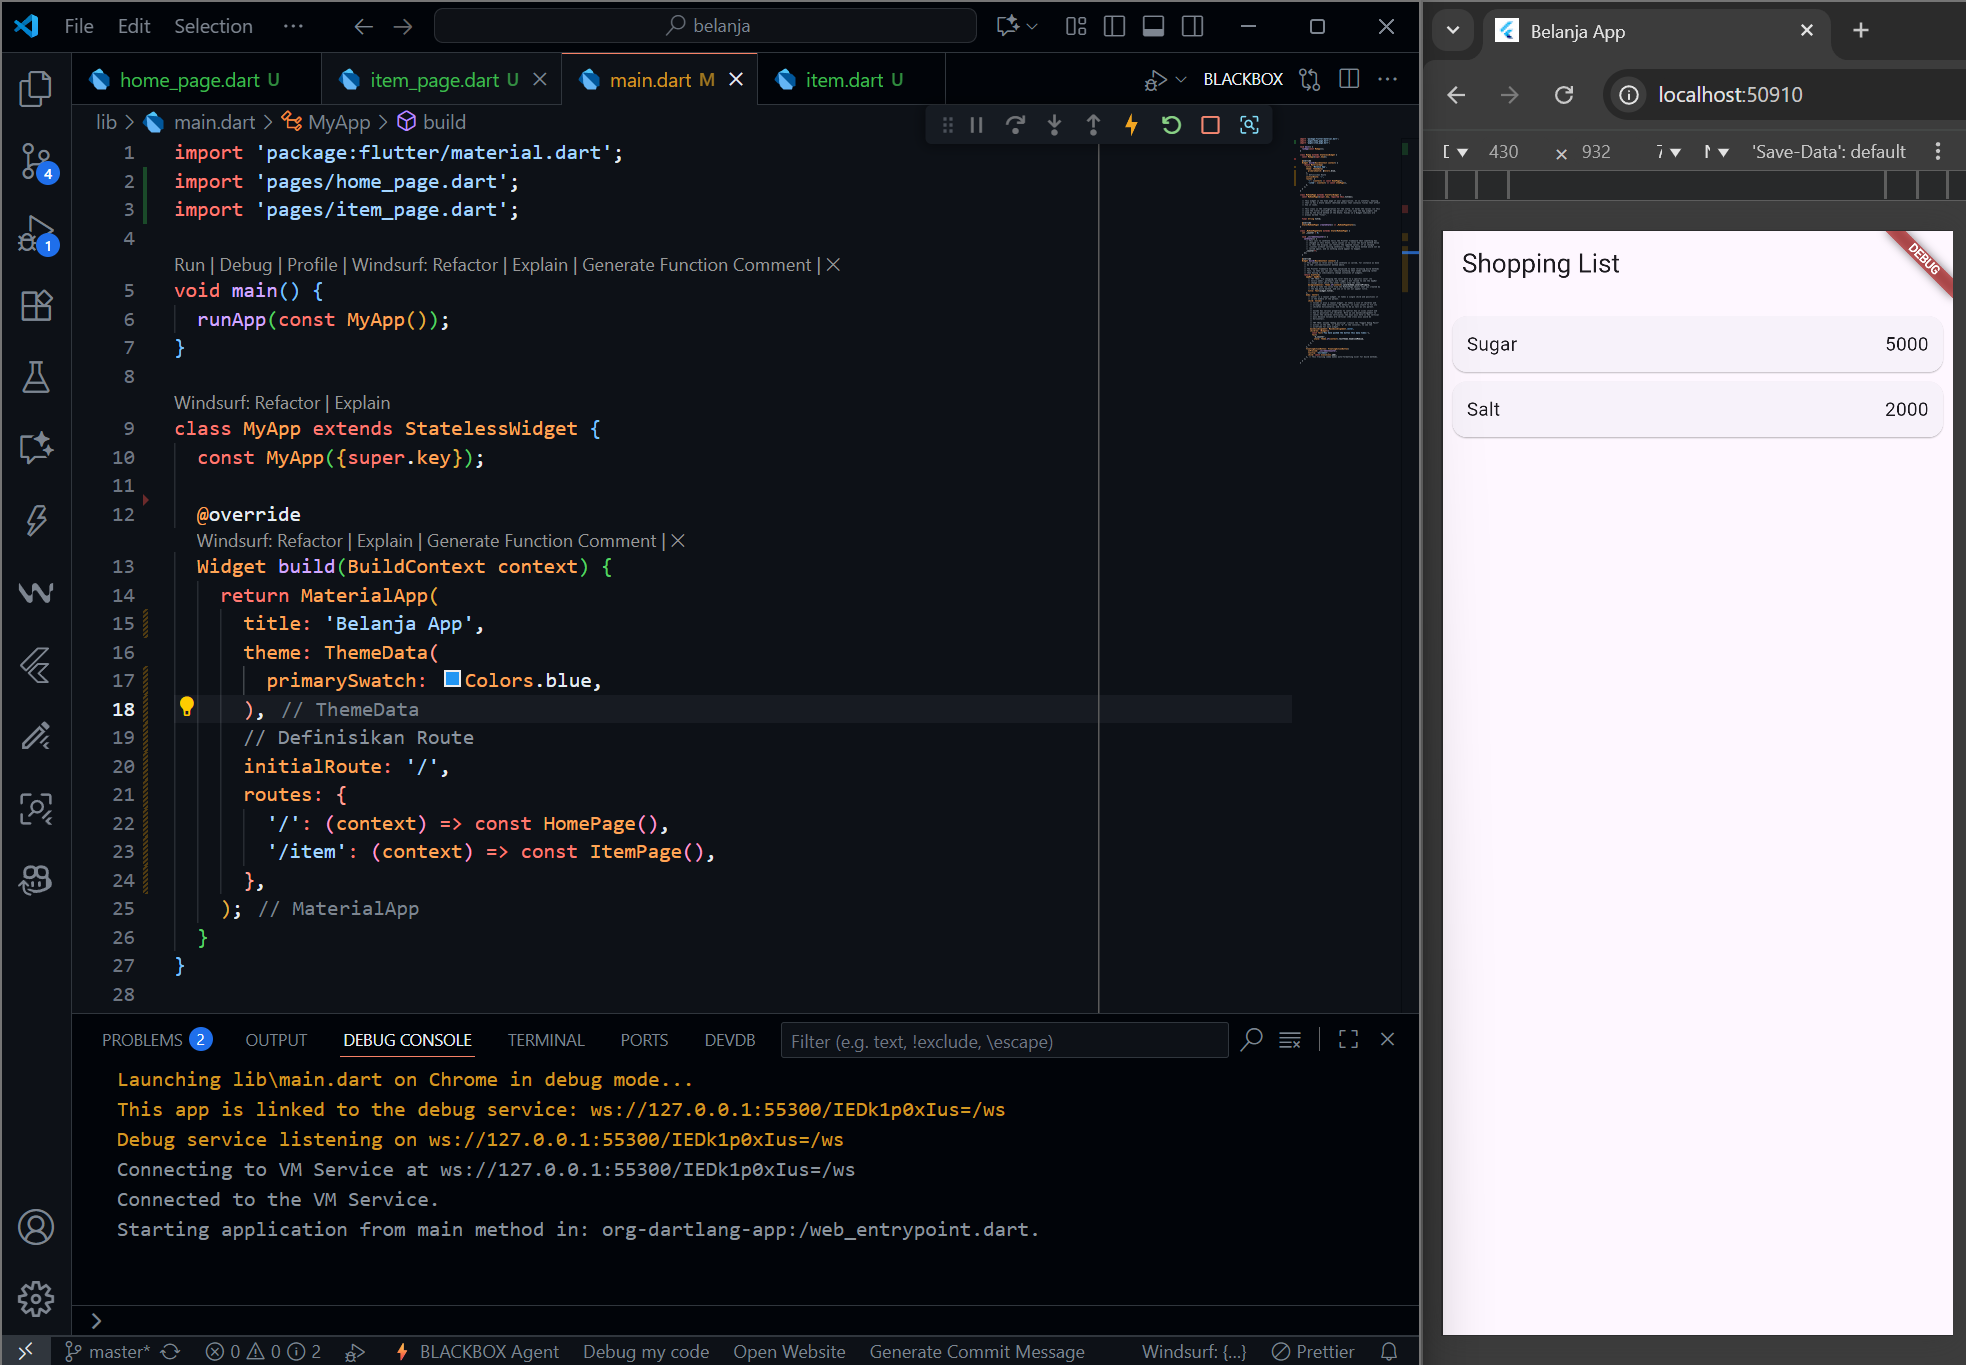 File Edit Selection ··· belanja
home_page.dart U item_page.dart U main.dart M item.dart U BLACKBOX
lib > main.dart > MyApp > build
1 import 'package:flutter/material.dart';
2 import 'pages/home_page.dart';
3 import 'pages/item_page.dart';
4
Run | Debug | Profile | Windsurf: Refactor | Explain | Generate Function Comment | ✕
5 void main() {
6 runApp(const MyApp());
7 }
8
Windsurf: Refactor | Explain
9 class MyApp extends StatelessWidget {
10 const MyApp({super.key});
11
12 @override
Windsurf: Refactor | Explain | Generate Function Comment | ✕
13 Widget build(BuildContext context) {
14 return MaterialApp(
15 title: 'Belanja App',
16 theme: ThemeData(
17 primarySwatch: Colors.blue,
18 ), // ThemeData
19 // Definisikan Route
20 initialRoute: '/',
21 routes: {
22 '/': (context) => const HomePage(),
23 '/item': (context) => const ItemPage(),
24 },
25 ); // MaterialApp
26 }
27 }
28
4
1
PROBLEMS 2 OUTPUT DEBUG CONSOLE TERMINAL PORTS DEVDB Filter (e.g. text, !exclude, \escape)
Launching lib\main.dart on Chrome in debug mode...
This app is linked to the debug service: ws://127.0.0.1:55300/IEDk1p0xIus=/ws
Debug service listening on ws://127.0.0.1:55300/IEDk1p0xIus=/ws
Connecting to VM Service at ws://127.0.0.1:55300/IEDk1p0xIus=/ws
Connected to the VM Service.
Starting application from main method in: org-dartlang-app:/web_entrypoint.dart.
master* 0 0 2 BLACKBOX Agent Debug my code Open Website Generate Commit Message Windsurf: {...} Prettier
Belanja App
localhost:50910
430 × 932 'Save-Data': default
Shopping List
DEBUG
Sugar 5000
Salt 2000